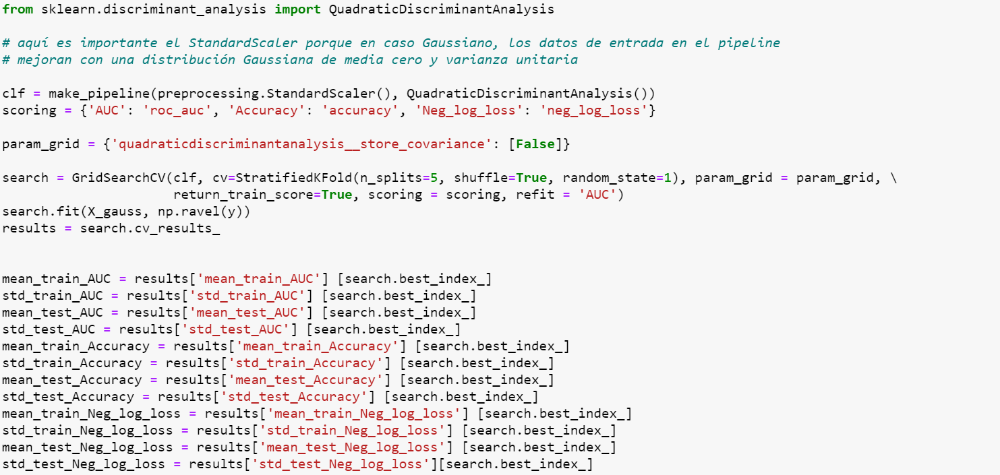 from sklearn.discriminant_analysis import QuadraticDiscriminantAnalysis
# aquí es importante el StandardScaler porque en caso Gaussiano, los datos de entrada en el pipeline
# mejoran con una distribución Gaussiana de media cero y varianza unitaria
clf = make_pipeline(preprocessing.StandardScaler(), QuadraticDiscriminantAnalysis())
scoring = {'AUC': 'roc_auc', 'Accuracy': 'accuracy', 'Neg_log_loss': 'neg_log_loss'}
param_grid = {'quadraticdiscriminantanalysis__store_covariance': [False]}
search = GridSearchCV(clf, cv=StratifiedKFold(n_splits=5, shuffle=True, random_state=1), param_grid = param_grid, \
                      return_train_score=True, scoring = scoring, refit = 'AUC')
search.fit(X_gauss, np.ravel(y))
results = search.cv_results_
mean_train_AUC = results['mean_train_AUC'] [search.best_index_]
std_train_AUC = results['std_train_AUC'] [search.best_index_]
mean_test_AUC = results['mean_test_AUC'] [search.best_index_]
std_test_AUC = results['std_test_AUC'] [search.best_index_]
mean_train_Accuracy = results['mean_train_Accuracy'] [search.best_index_]
std_train_Accuracy = results['std_train_Accuracy'] [search.best_index_]
mean_test_Accuracy = results['mean_test_Accuracy'] [search.best_index_]
std_test_Accuracy = results['std_test_Accuracy'] [search.best_index_]
mean_train_Neg_log_loss = results['mean_train_Neg_log_loss'] [search.best_index_]
std_train_Neg_log_loss = results['std_train_Neg_log_loss'] [search.best_index_]
mean_test_Neg_log_loss = results['mean_test_Neg_log_loss'] [search.best_index_]
std_test_Neg_log_loss = results['std_test_Neg_log_loss'][search.best_index_]